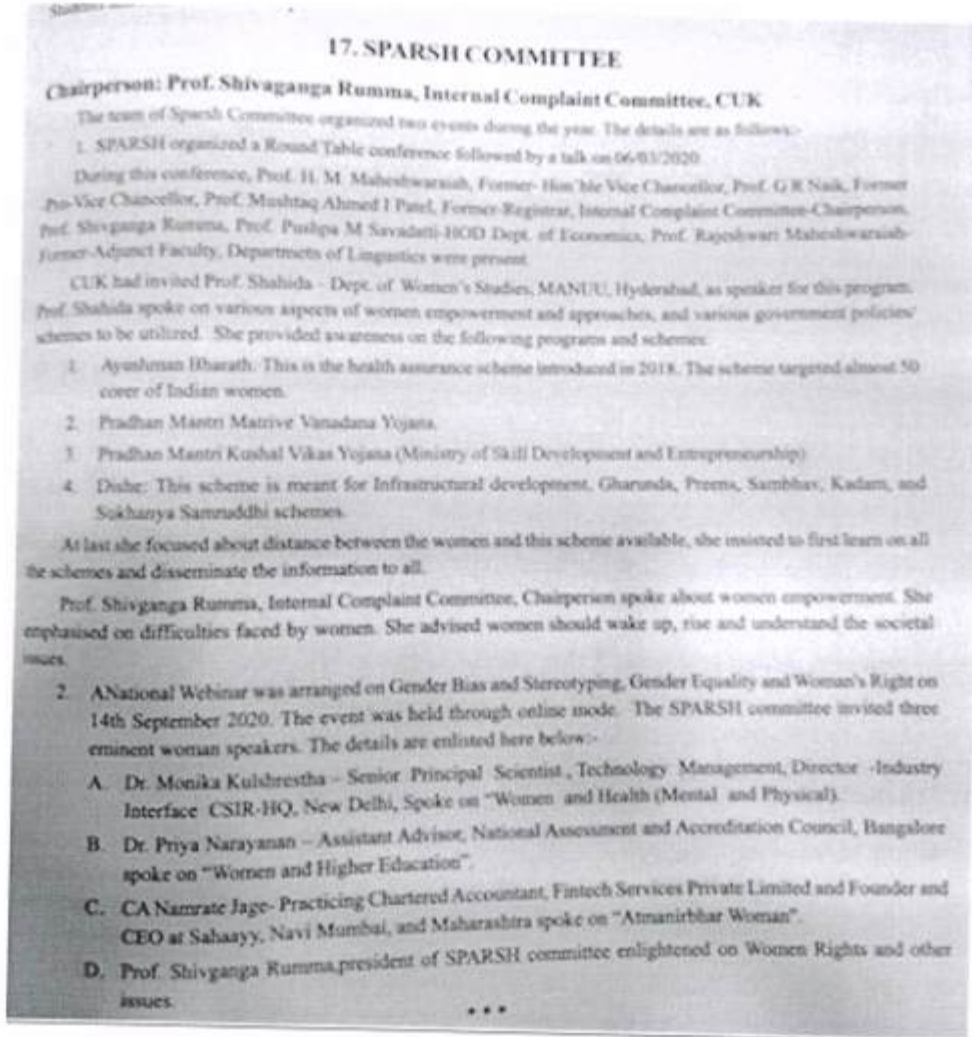 17. SPARSH COMMITTEE
Chairperson: Prof. Shivaganga Rumma, Internal Complaint Committee, CUK
The team of Sparsh Committee organized two events during the year. The details are as follows:-
1. SPARSH organized a Round Table conference followed by a talk on 06/03/2020
During this conference, Prof. H. M. Maheshwaraiah, Former- Hon'ble Vice Chancellor, Prof. G R Naik, Former
Pro-Vice Chancellor, Prof. Mushtaq Ahmed I Patel, Former-Registrar, Internal Complaint Committee-Chairperson,
Prof. Shivganga Rumma, Prof. Pushpa M Savadatti-HOD Dept. of Economics, Prof. Rajeshwari Maheshwaraiah-
Former-Adjunct Faculty, of Lingustics were present
CUK had invited Prof. Shahida – Dept. of Women's Studies, MANUU, Hyderabad, as speaker for this program.
Prof. Shahida spoke on various aspects of women empowerment and approaches, and various government policies/
schemes to be utilized. She provided awareness on the following programs and schemes:
1. Ayushman Bharath: This is the health assurance scheme introduced in 2018. The scheme targeted almost 50
corer of Indian women.
2. Pradhan Mantri Matrive Vanadana Yojana,
3. Pradhan Mantri Kushal Vikas Yojana (Ministry of Skill Development and Entrepreneurship)
4. Dishe: This scheme is meant for Infrastructural development, Gharunda, Preena, Sambhav, Kadam, and
Sukhanya Samruddhi schemes.
At last she focused about distance between the women and this scheme available, she insisted to first learn on all
the schemes and disseminate the information to all.
Prof. Shivganga Rumma, Internal Complaint Committee, Chairperson spoke about women empowerment. She
emphasised on difficulties faced by women. She advised women should wake up, rise and understand the societal
issues.
2. ANational Webinar was arranged on Gender Bias and Stereotyping, Gender Equality and Woman's Right on
14th September 2020. The event was held through online mode. The SPARSH committee invited three
eminent woman speakers. The details are enlisted here below:-
A. Dr. Monika Kulshrestha – Senior Principal Scientist , Technology Management, Director -Industry
Interface CSIR-HQ, New Delhi, Spoke on "Women and Health (Mental and Physical).
B. Dr. Priya Narayanan – Assistant Advisor, National Assessment and Accreditation Council, Bangalore
spoke on "Women and Higher Education".
C. CA Namrate Jage- Practicing Chartered Accountant, Fintech Services Private Limited and Founder and
CEO at Sahaayy, Navi Mumbai, and Maharashtra spoke on "Atmanirbhar Woman".
D. Prof. Shivganga Rumma,president of SPARSH committee enlightened on Women Rights and other
issues.
***